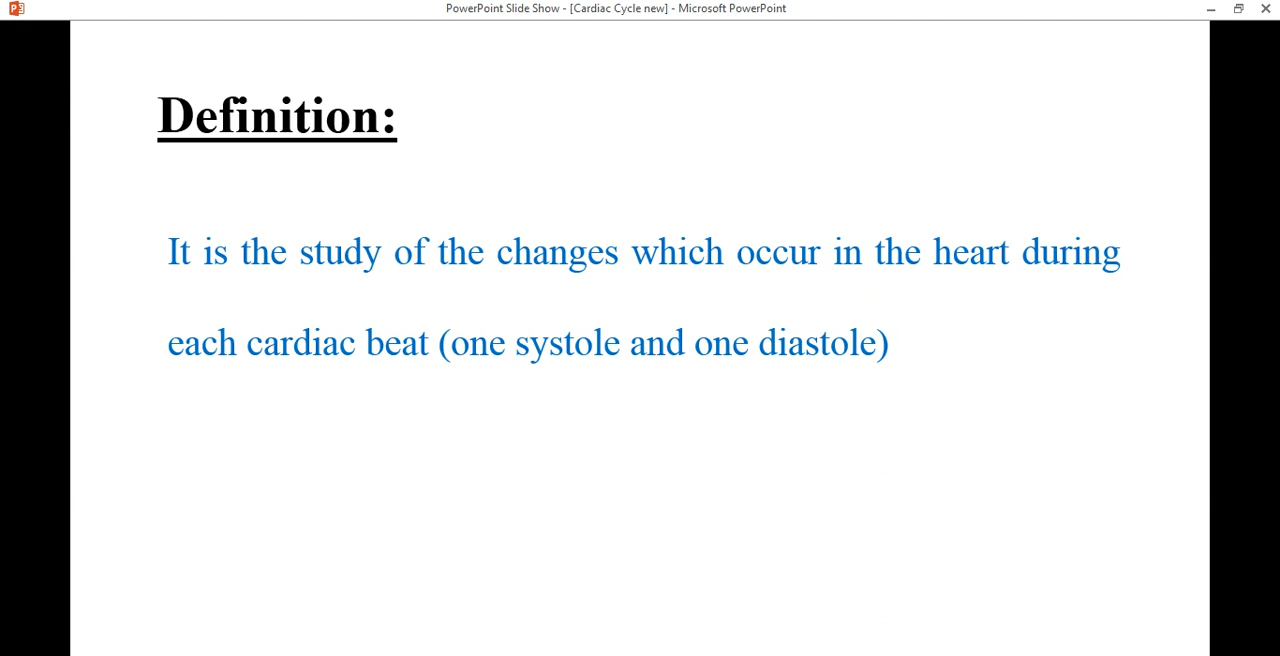 PowerPoint Slide Show - [Cardiac Cycle new] - Microsoft PowerPoint
Definition:
It is the study of the changes which occur in the heart during
each cardiac beat (one systole and one diastole)